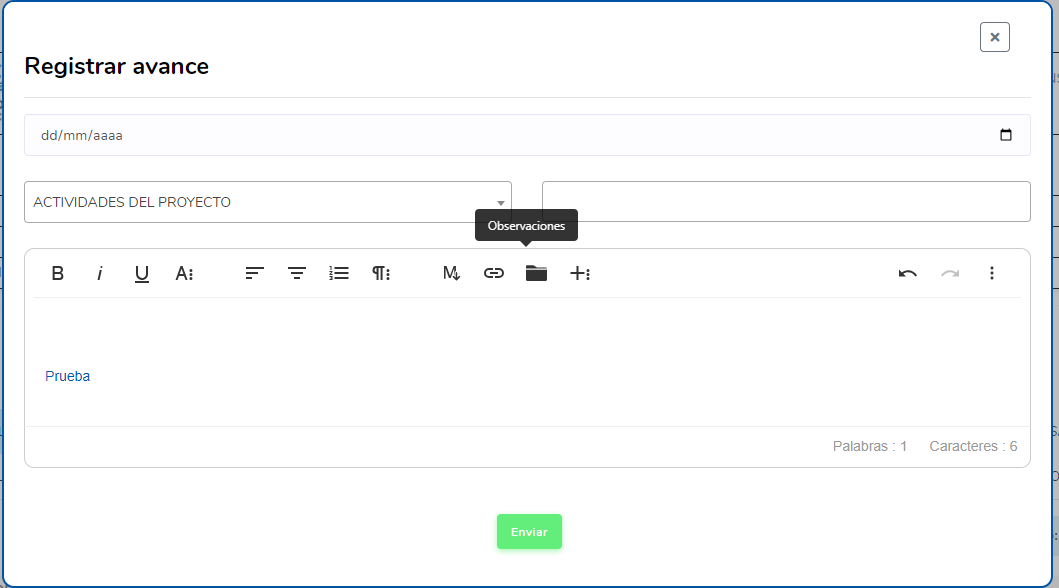 Registrar avance
dd/mm/aaaa
ACTIVIDADES DEL PROYECTO
Observaciones
B i U A
Prueba
Palabras : 1 Caracteres : 6
Enviar